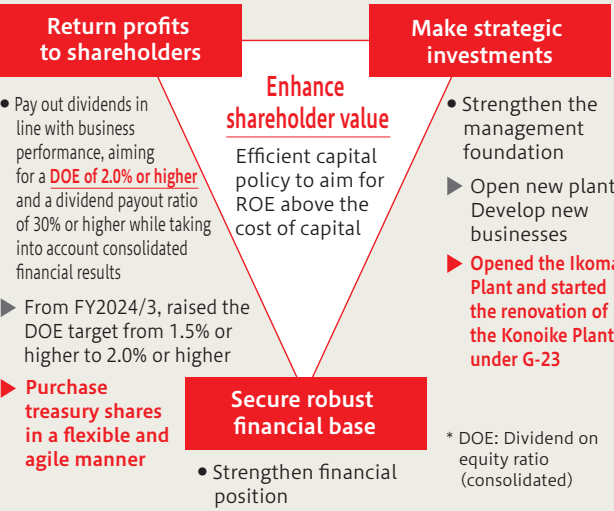 Return profits
to shareholders
• Pay out dividends in
line with business
performance, aiming
for a DOE of 2.0% or higher
and a dividend payout ratio
of 30% or higher while taking
into account consolidated
financial results
▶ From FY2024/3, raised the
DOE target from 1.5% or
higher to 2.0% or higher
▶ Purchase
treasury shares
in a flexible and
agile manner
Enhance
shareholder value
Efficient capital
policy to aim for
ROE above the
cost of capital
Make strategic
investments
• Strengthen the
management
foundation
▶ Open new plant
Develop new
businesses
▶ Opened the Ikoma
Plant and started
the renovation of
the Konoike Plant
under G-23
Secure robust
financial base
• Strengthen financial
position
* DOE: Dividend on
equity ratio
(consolidated)